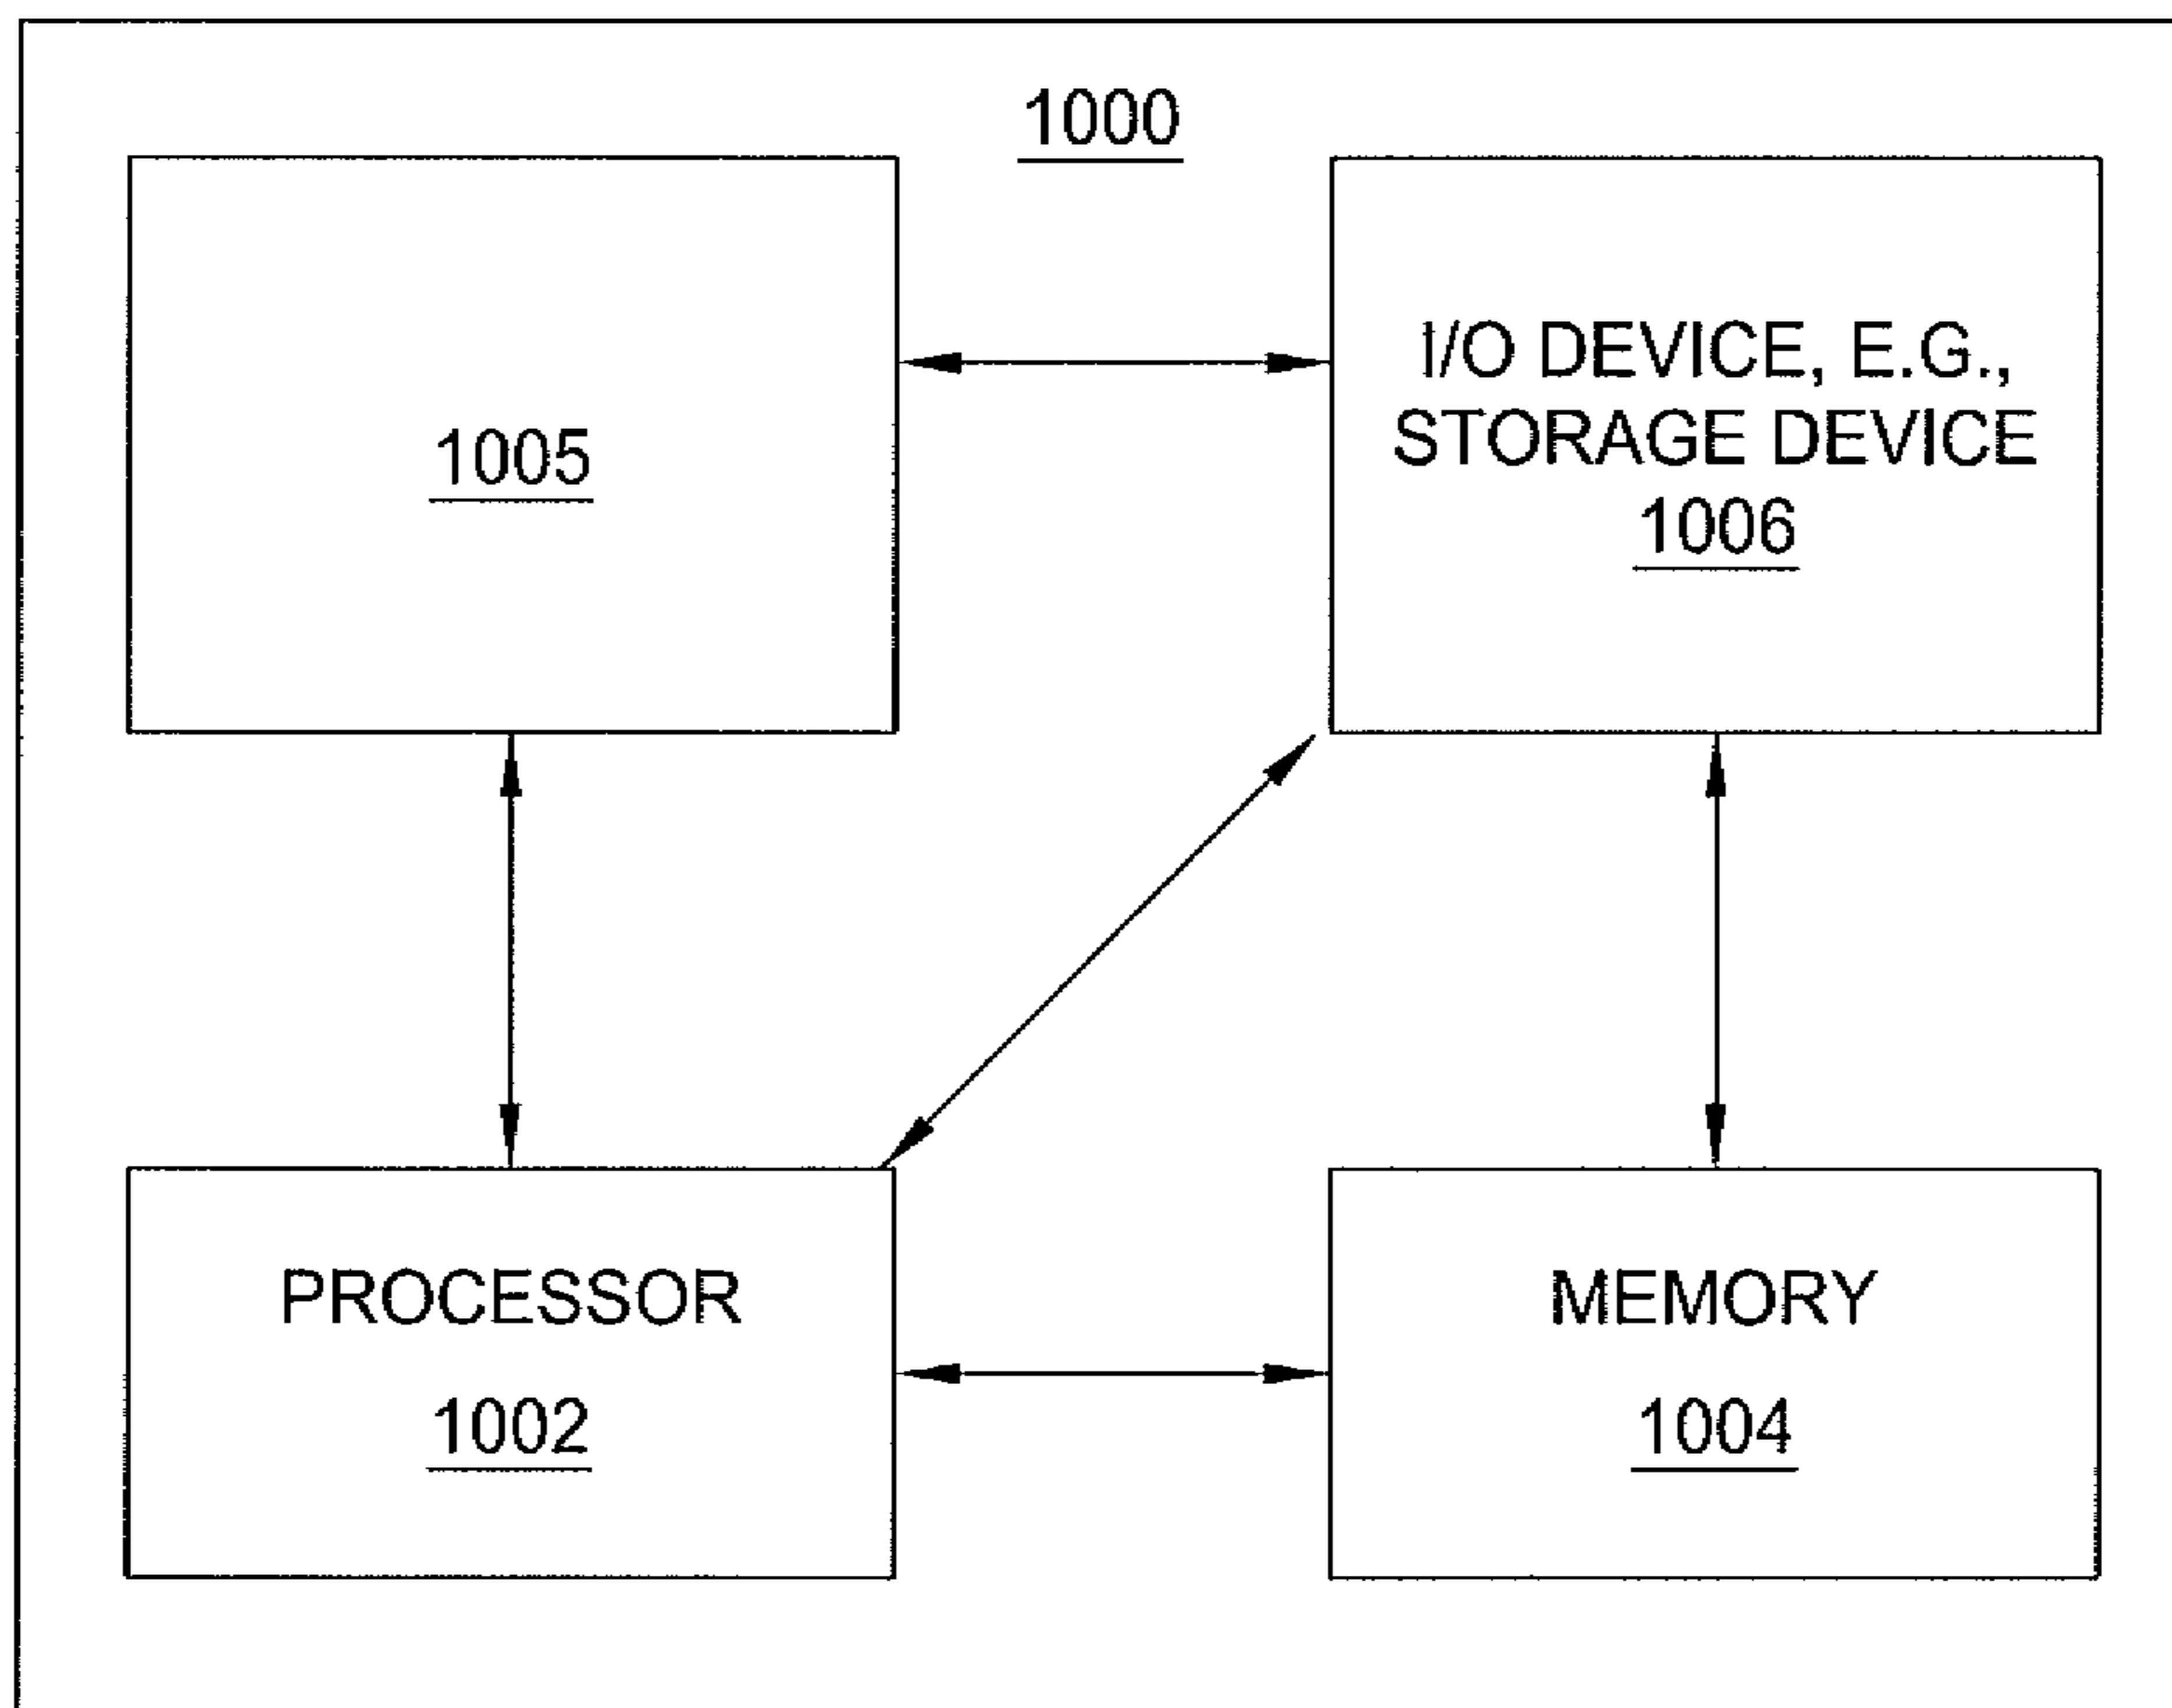 1000
1005
I/O DEVICE, E.G.,
STORAGE DEVICE
1006
PROCESSOR
1002
MEMORY
1004